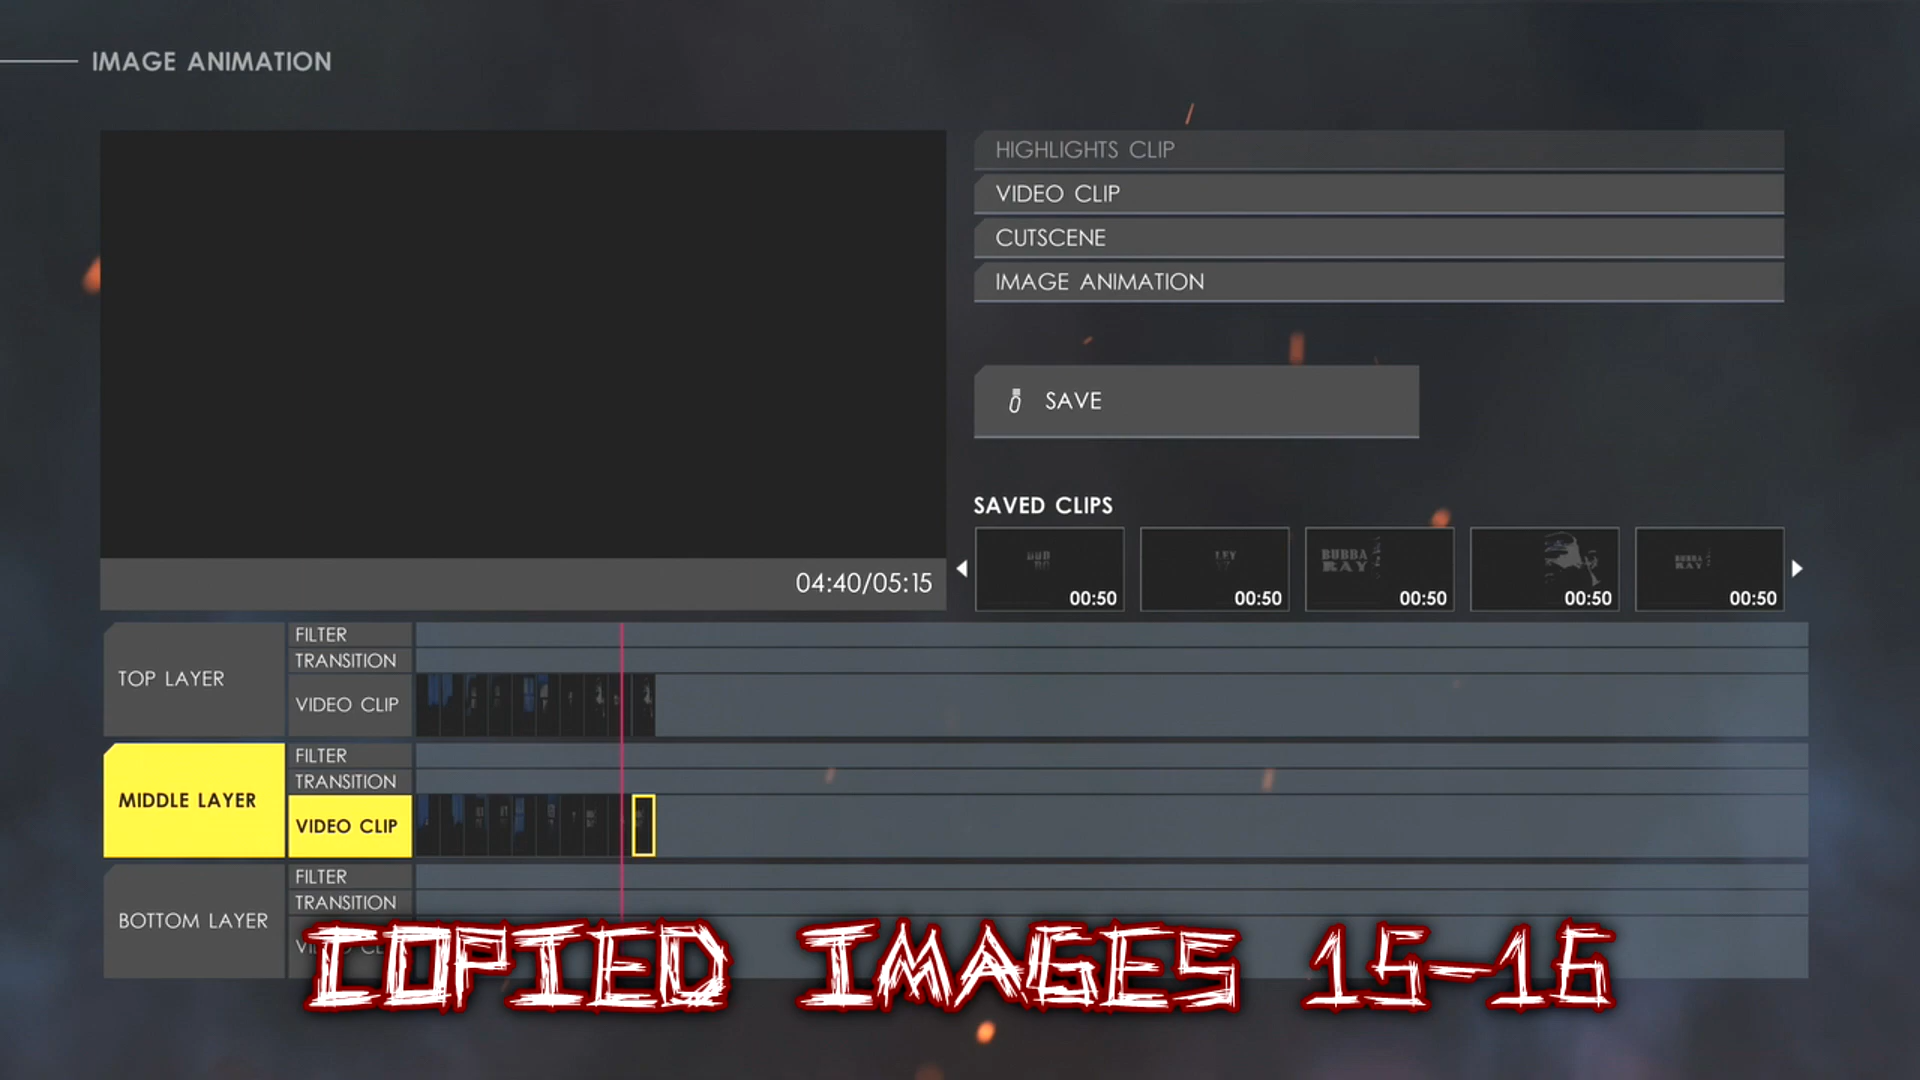 IMAGE ANIMATION
HIGHLIGHTS CLIP
VIDEO CLIP
CUTSCENE
IMAGE ANIMATION
SAVE
SAVED CLIPS
BUBBA
RAY
00:50
00:50
00:50
00:50
00:50
04:40/05:15
TOP LAYER
FILTER
TRANSITION
VIDEO CLIP
MIDDLE LAYER
FILTER
TRANSITION
VIDEO CLIP
BOTTOM LAYER
FILTER
TRANSITION
COPIED IMAGES 15-16